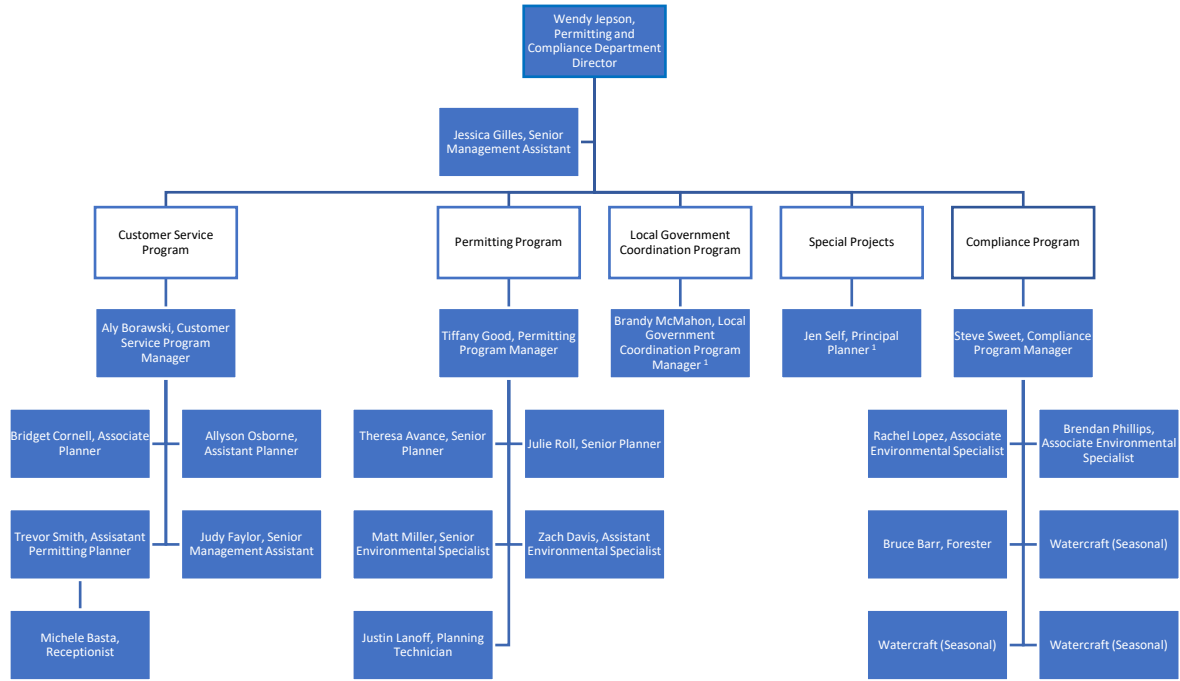 Wendy Jepson,
Permitting and
Compliance Department
Director
Jessica Gilles, Senior
Management Assistant
Customer Service
Program
Permitting Program
Local Government
Coordination Program
Special Projects
Compliance Program
Aly Borawski, Customer
Service Program
Manager
Tiffany Good, Permitting
Program Manager
Brandy McMahon, Local
Government
Coordination Program
Manager ¹
Jen Self, Principal
Planner ¹
Steve Sweet, Compliance
Program Manager
Bridget Cornell, Associate
Planner
Allyson Osborne,
Assistant Planner
Theresa Avance, Senior
Planner
Julie Roll, Senior Planner
Rachel Lopez, Associate
Environmental Specialist
Brendan Phillips,
Associate Environmental
Specialist
Trevor Smith, Assisatant
Permitting Planner
Judy Faylor, Senior
Management Assistant
Matt Miller, Senior
Environmental Specialist
Zach Davis, Assistant
Environmental Specialist
Bruce Barr, Forester
Watercraft (Seasonal)
Michele Basta,
Receptionist
Justin Lanoff, Planning
Technician
Watercraft (Seasonal)
Watercraft (Seasonal)